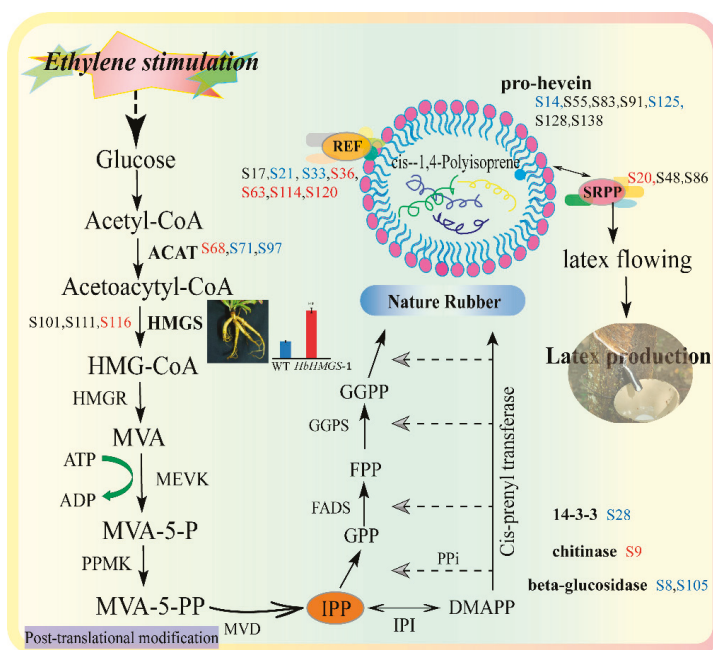 Ethylene stimulation
Glucose
Acetyl-CoA
ACAT S68,S71,S97
Acetoacytyl-CoA
S101,S111,S116 HMGS
WT HbHMGS-1
HMG-CoA
HMGR
MVA
ATP
MEVK
ADP
MVA-5-P
PPMK
MVA-5-PP
MVD
Post-translational modification
IPP
IPI
DMAPP
PPi
GPP
FADS
FPP
GGPS
GGPP
Cis-prenyl transferase
Nature Rubber
cis--1,4-Polyisoprene
REF
S17,S21, S33,S36,
S63,S114,S120
pro-hevein
S14,S55,S83,S91,S125,
S128,S138
SRPP
S20,S48,S86
latex flowing
Latex production
14-3-3 S28
chitinase S9
beta-glucosidase S8,S105